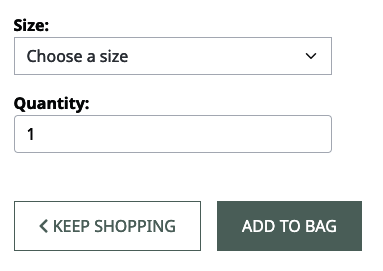 Size:
Choose a size
Quantity:
1
KEEP SHOPPING
ADD TO BAG